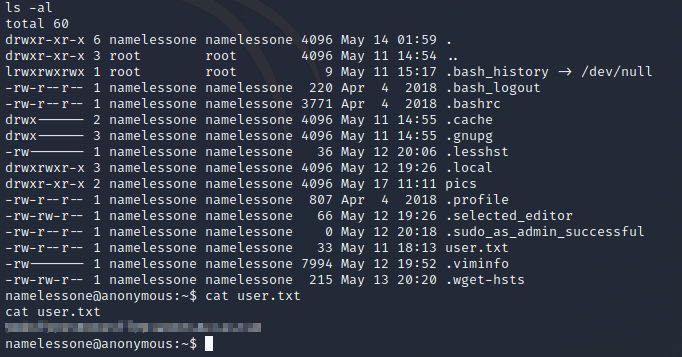 ls -al
total 60
drwxr-xr-x 6 namelessone namelessone 4096 May 14 01:59 .
drwxr-xr-x 3 root        root        4096 May 11 14:54 ..
lrwxrwxrwx 1 root        root           9 May 11 15:17 .bash_history → /dev/null
-rw-r--r-- 1 namelessone namelessone  220 Apr  4  2018 .bash_logout
-rw-r--r-- 1 namelessone namelessone 3771 Apr  4  2018 .bashrc
drwx------ 2 namelessone namelessone 4096 May 11 14:55 .cache
drwx------ 3 namelessone namelessone 4096 May 11 14:55 .gnupg
-rw------- 1 namelessone namelessone   36 May 12 20:06 .lesshst
drwxrwxr-x 3 namelessone namelessone 4096 May 12 19:26 .local
drwxr-xr-x 2 namelessone namelessone 4096 May 17 11:11 pics
-rw-r--r-- 1 namelessone namelessone  807 Apr  4  2018 .profile
-rw-rw-r-- 1 namelessone namelessone   66 May 12 19:26 .selected_editor
-rw-r--r-- 1 namelessone namelessone    0 May 12 20:18 .sudo_as_admin_successful
-rw-r--r-- 1 namelessone namelessone   33 May 11 18:13 user.txt
-rw------- 1 namelessone namelessone 7994 May 12 19:52 .viminfo
-rw-rw-r-- 1 namelessone namelessone  215 May 13 20:20 .wget-hsts
namelessone@anonymous:~$ cat user.txt
cat user.txt
namelessone@anonymous:~$